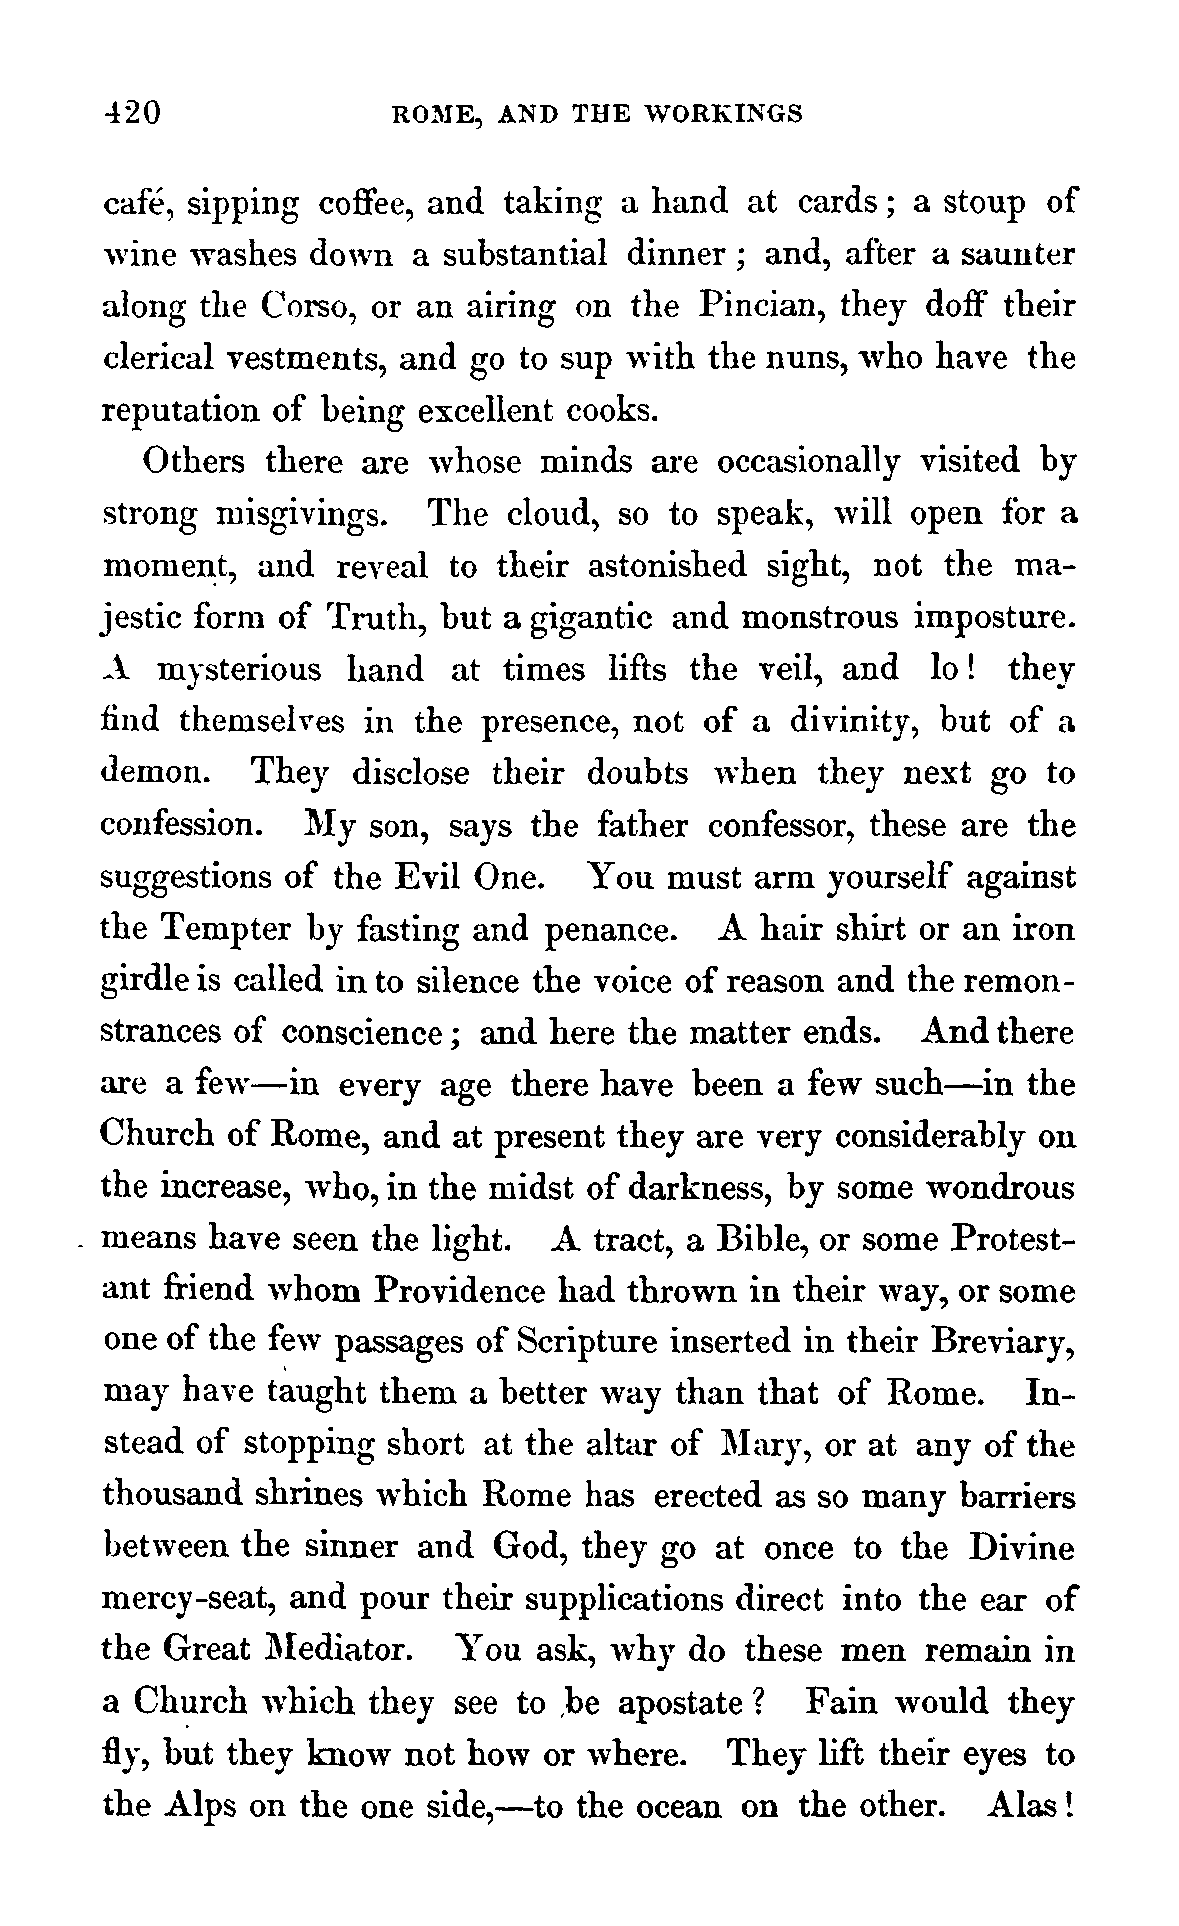 420 ROME, AND THE WORKINGS
café, sipping coffee, and taking a hand at cards; a stoup of
wine washes down a substantial dinner; and, after a saunter
along the Corso, or an airing on the Pincian, they doff their
clerical vestments, and go to sup with the nuns, who have the
reputation of being excellent cooks.
Others there are whose minds are occasionally visited by
strong misgivings. The cloud, so to speak, will open for a
moment, and reveal to their astonished sight, not the ma-
jestic form of Truth, but a gigantic and monstrous imposture.
A mysterious hand at times lifts the veil, and lo! they
find themselves in the presence, not of a divinity, but of a
demon. They disclose their doubts when they next go to
confession. My son, says the father confessor, these are the
suggestions of the Evil One. You must arm yourself against
the Tempter by fasting and penance. A hair shirt or an iron
girdle is called in to silence the voice of reason and the remon-
strances of conscience; and here the matter ends. And there
are a few—in every age there have been a few such—in the
Church of Rome, and at present they are very considerably on
the increase, who, in the midst of darkness, by some wondrous
means have seen the light. A tract, a Bible, or some Protest-
ant friend whom Providence had thrown in their way, or some
one of the few passages of Scripture inserted in their Breviary,
may have taught them a better way than that of Rome. In-
stead of stopping short at the altar of Mary, or at any of the
thousand shrines which Rome has erected as so many barriers
between the sinner and God, they go at once to the Divine
mercy-seat, and pour their supplications direct into the ear of
the Great Mediator. You ask, why do these men remain in
a Church which they see to be apostate? Fain would they
fly, but they know not how or where. They lift their eyes to
the Alps on the one side,—to the ocean on the other. Alas!